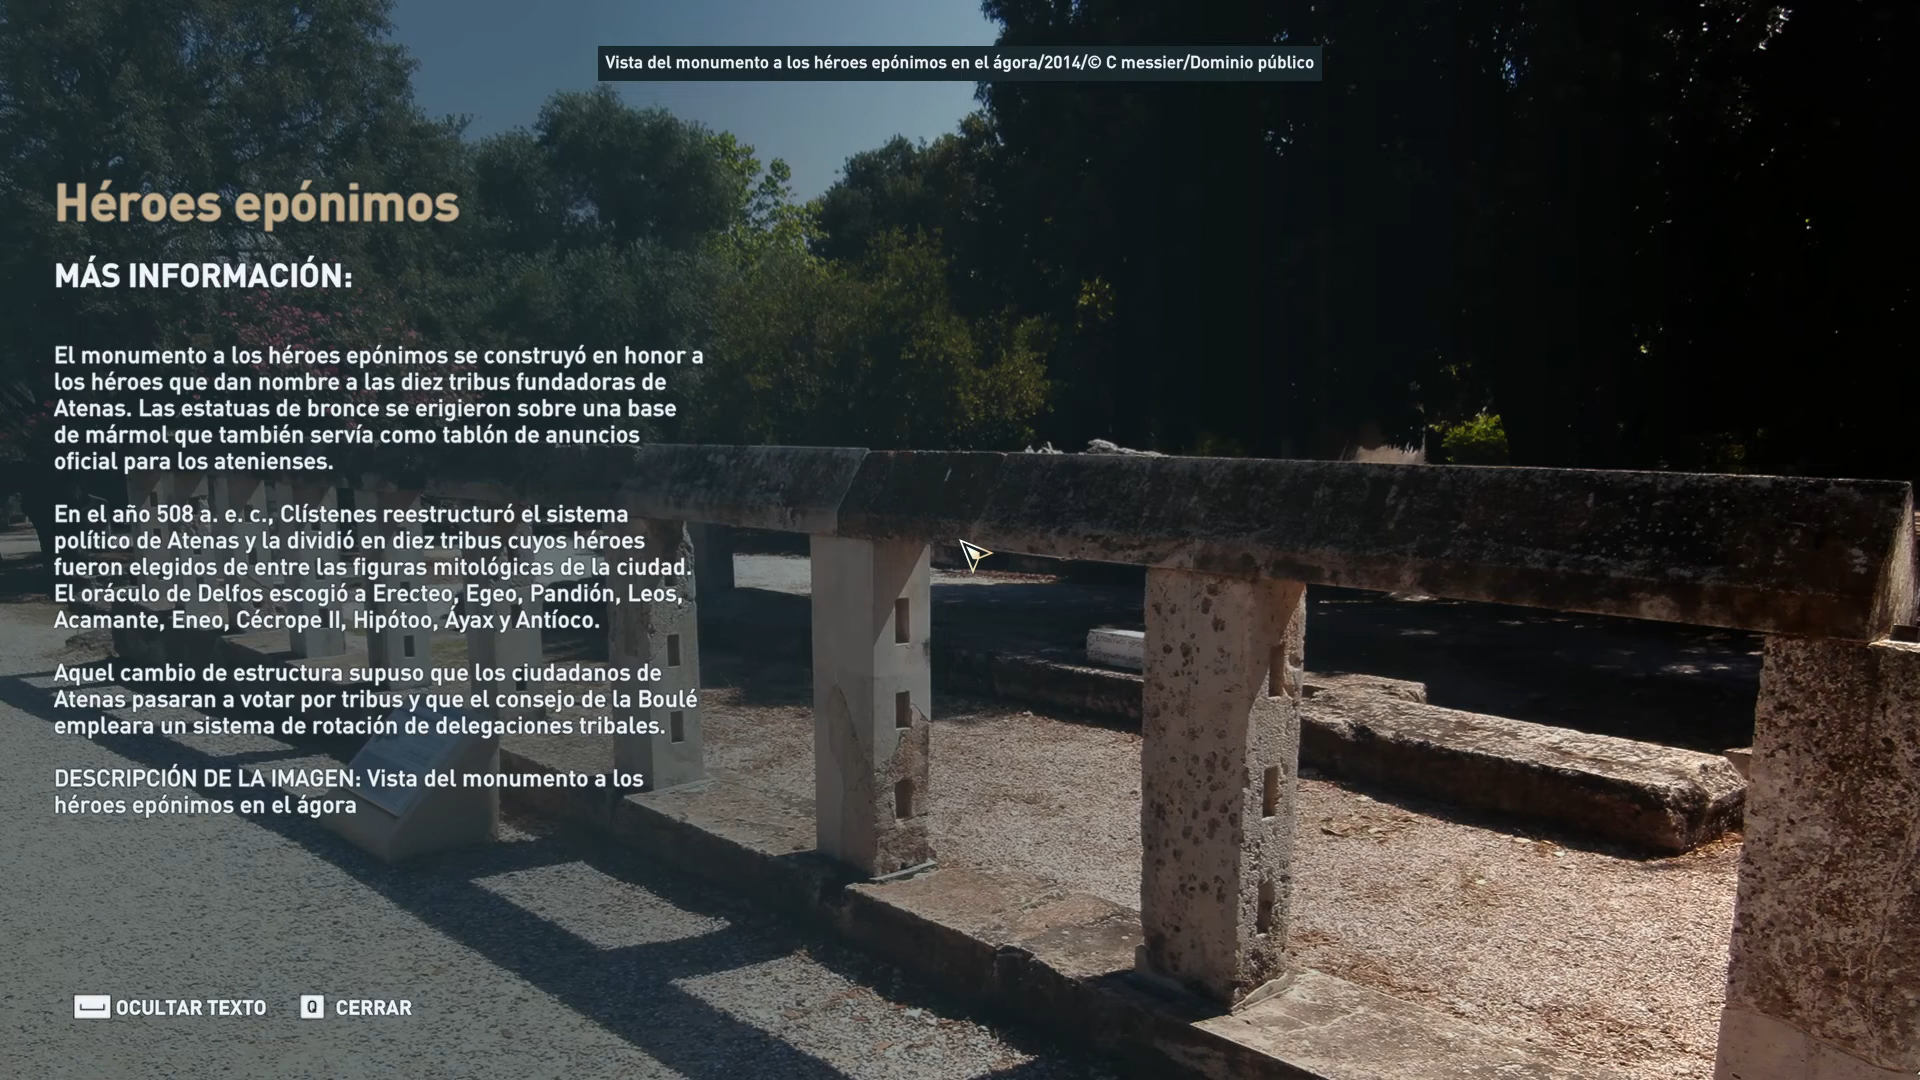 Vista del monumento a los héroes epónimos en el ágora/2014/© C messier/Dominio público
Héroes epónimos
MÁS INFORMACIÓN:
El monumento a los héroes epónimos se construyó en honor a
los héroes que dan nombre a las diez tribus fundadoras de
Atenas. Las estatuas de bronce se erigieron sobre una base
de mármol que también servía como tablón de anuncios
oficial para los atenienses.
En el año 508 a. e. c., Clístenes reestructuró el sistema
político de Atenas y la dividió en diez tribus cuyos héroes
fueron elegidos de entre las figuras mitológicas de la ciudad.
El oráculo de Delfos escogió a Erecteo, Egeo, Pandión, Leos,
Acamante, Eneo, Cécrope II, Hipótoo, Áyax y Antíoco.
Aquel cambio de estructura supuso que los ciudadanos de
Atenas pasaran a votar por tribus y que el consejo de la Boulé
empleara un sistema de rotación de delegaciones tribales.
DESCRIPCIÓN DE LA IMAGEN: Vista del monumento a los
héroes epónimos en el ágora
OCULTAR TEXTO Q CERRAR